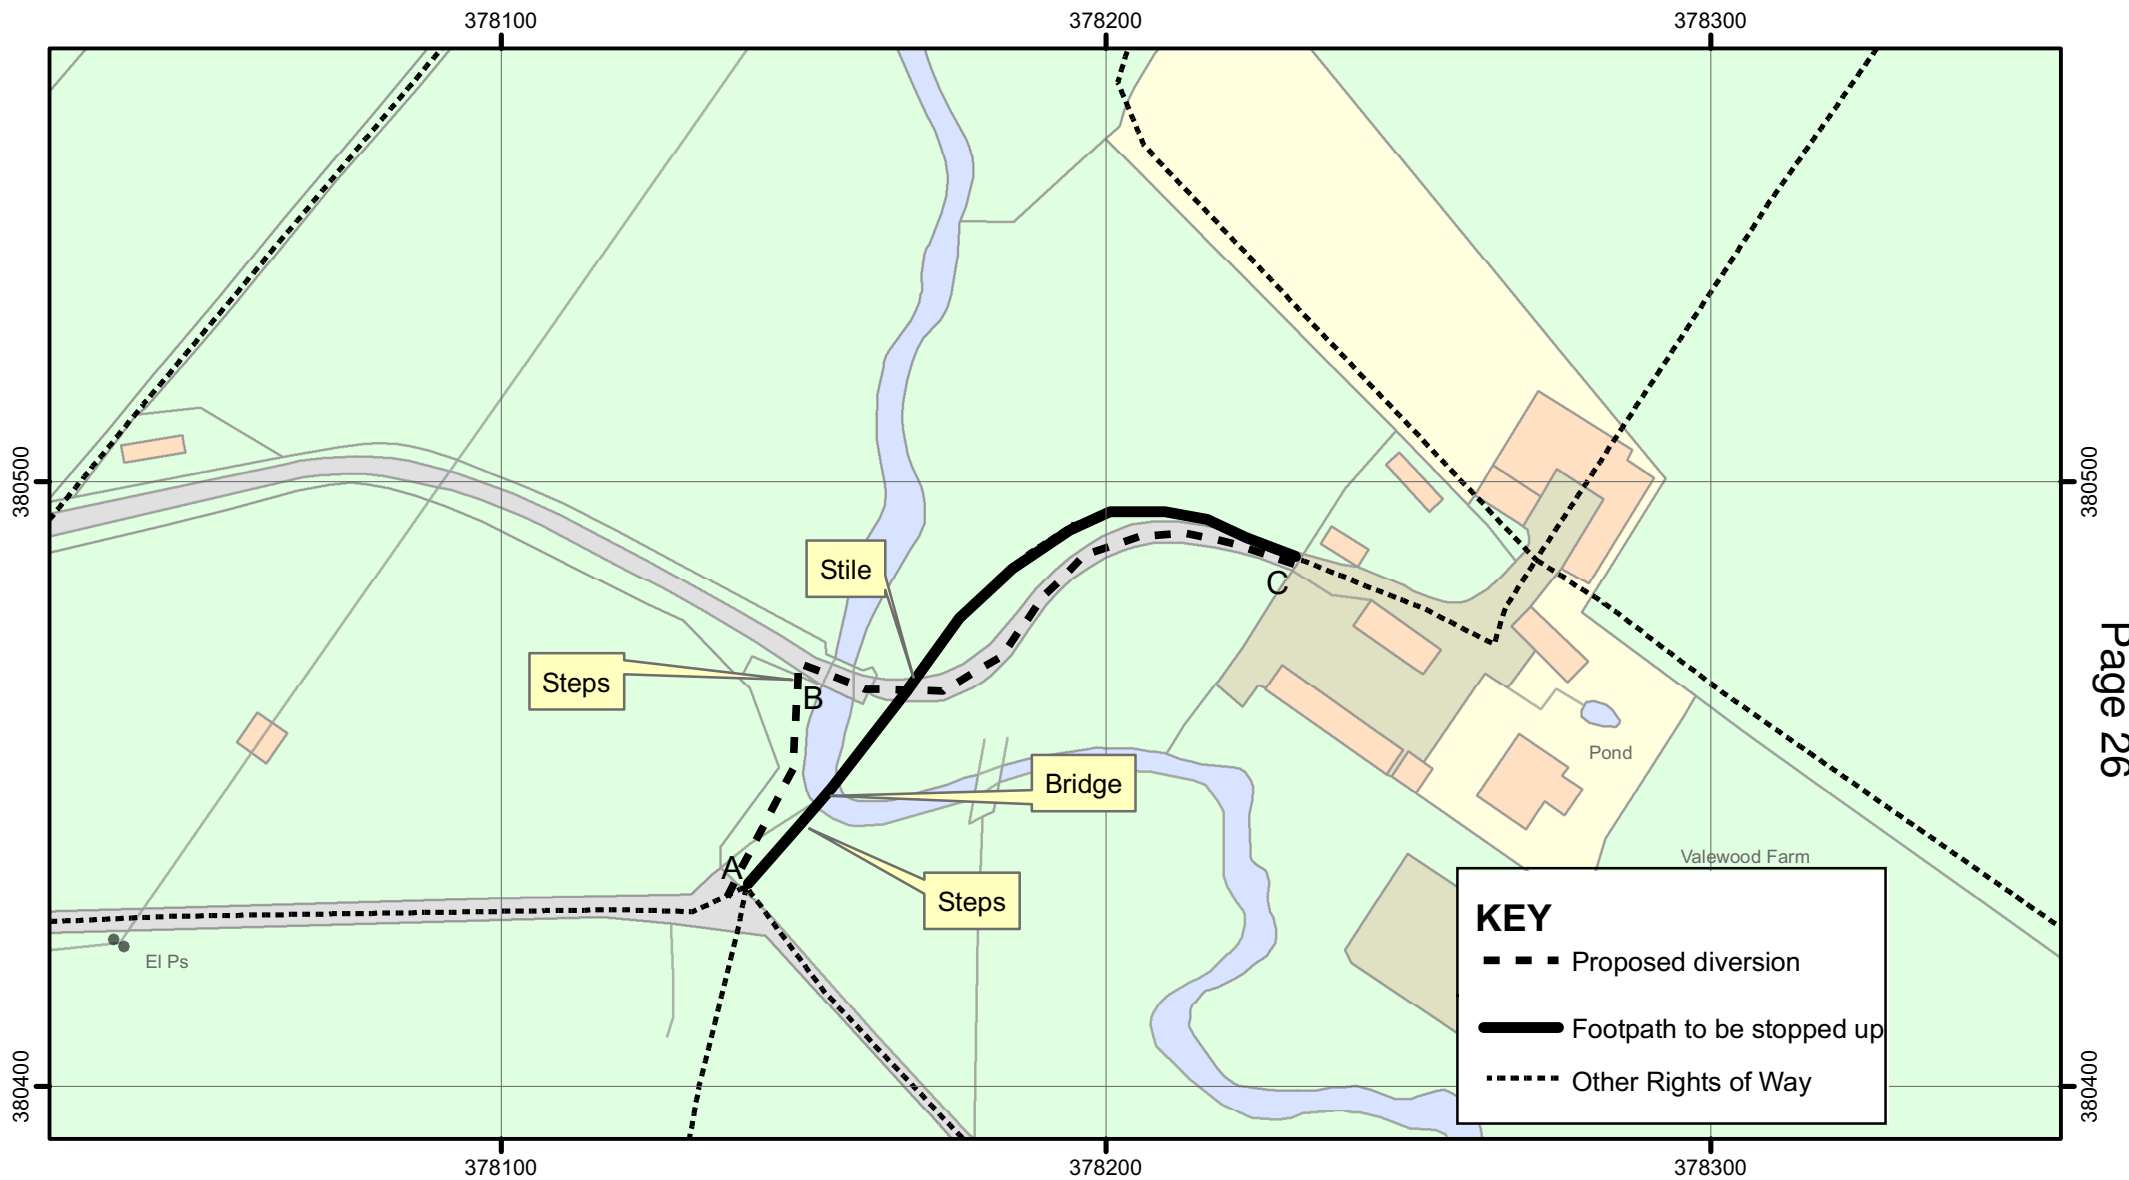 378100
378200
378300
380500
380500
Stile
Steps
B
C
Pond
Bridge
A
Valewood Farm
Steps
El Ps
KEY
Proposed diversion
Footpath to be stopped up
Other Rights of Way
380400
380400
378100
378200
378300
Page 26